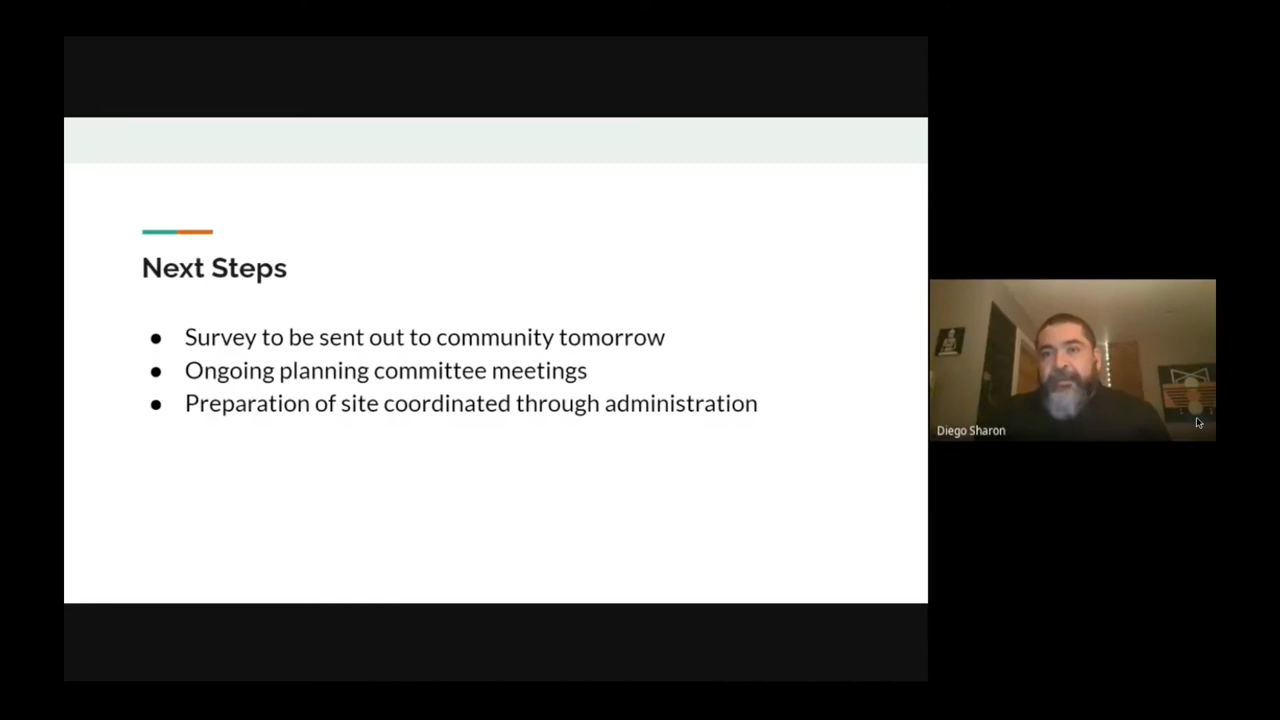 Next Steps
● Survey to be sent out to community tomorrow
● Ongoing planning committee meetings
● Preparation of site coordinated through administration
Diego Sharon